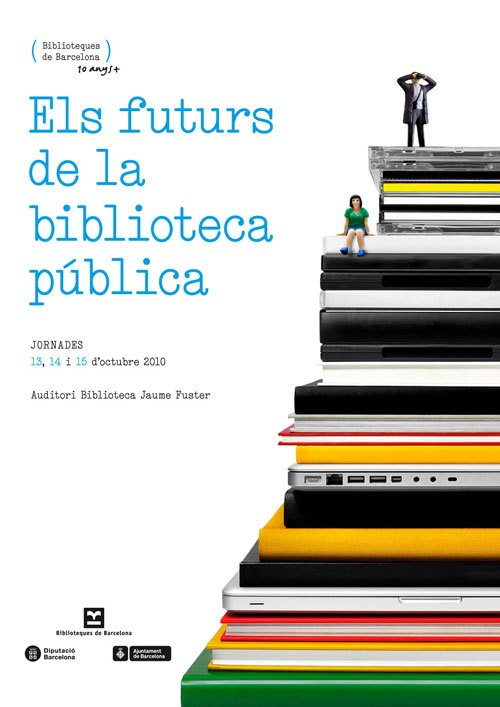 Biblioteques
de Barcelona
10 anys+
Els futurs
de la
biblioteca
pública
JORNADES
13, 14 i 15 d'octubre 2010
Auditori Biblioteca Jaume Fuster
Biblioteques de Barcelona
Diputació
Barcelona
Ajuntament
de Barcelona